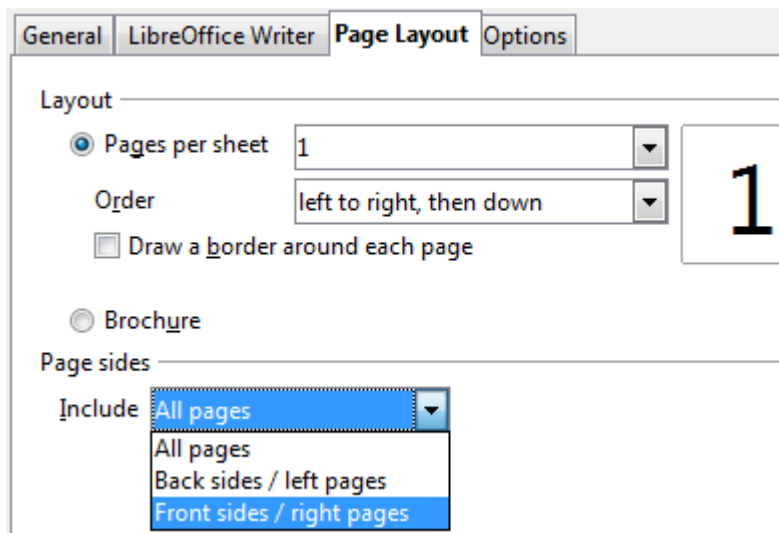 General LibreOffice Writer Page Layout Options
Layout
Pages per sheet 1
1
Order left to right, then down
Draw a border around each page
Brochure
Page sides
Include All pages
All pages
Back sides / left pages
Front sides / right pages